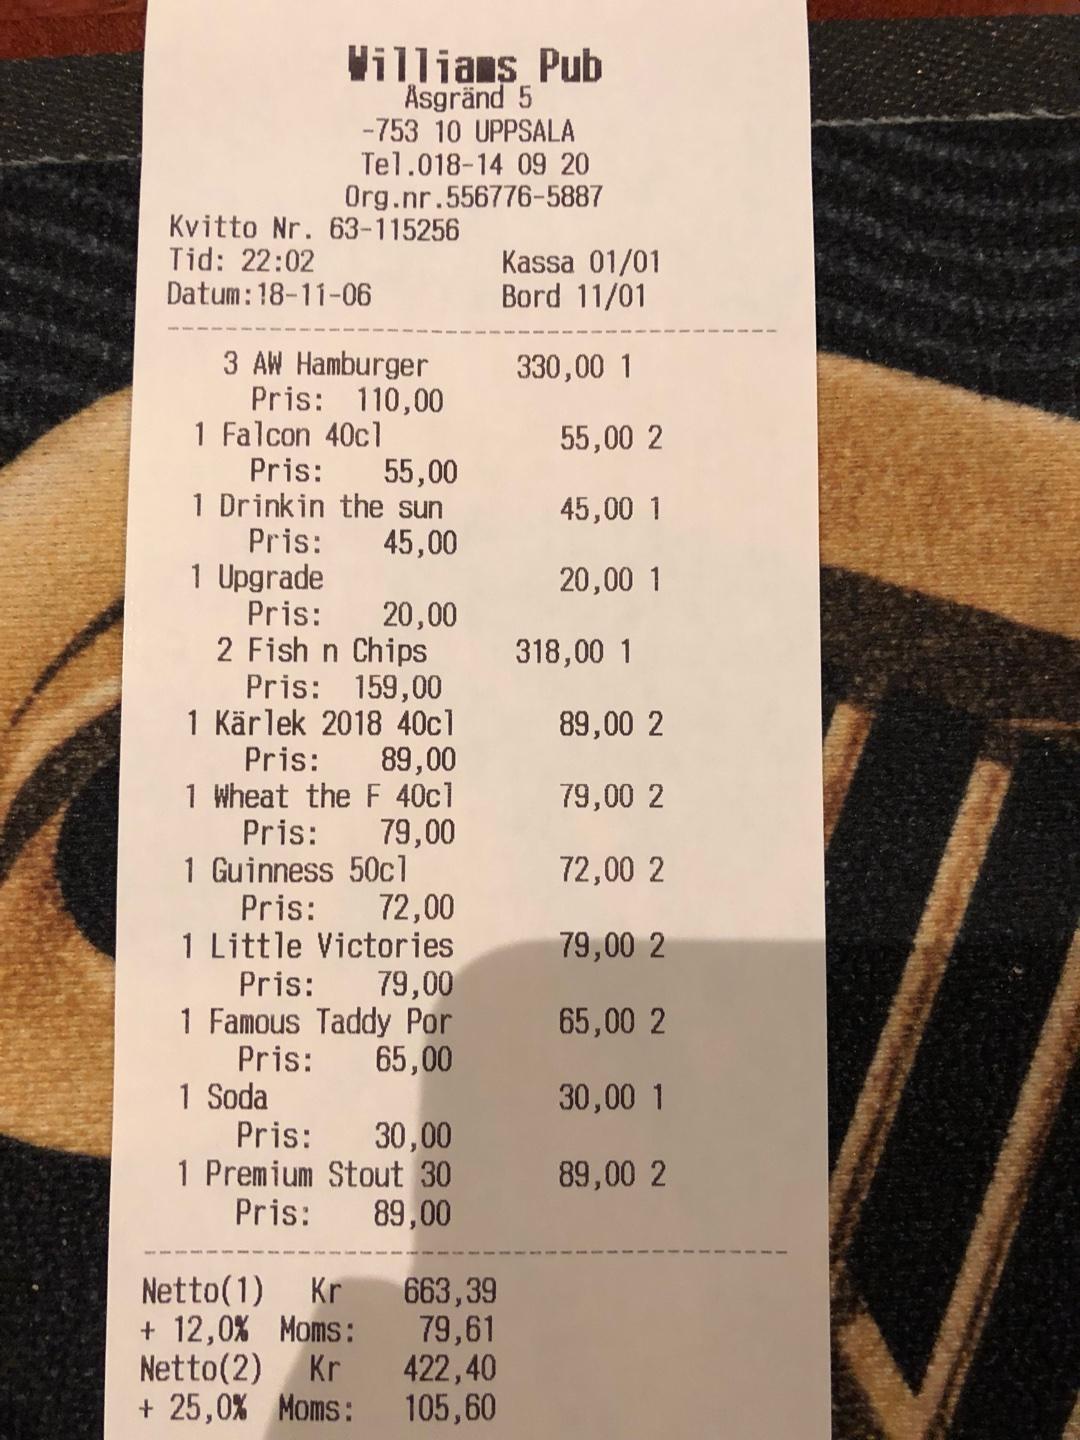 Williams Pub
Åsgränd 5
-753 10 UPPSALA
Tel.018-14 09 20
Org.nr.556776-5887
Kvitto Nr. 63-115256
Tid: 22:02 Kassa 01/01
Datum:18-11-06 Bord 11/01
3 AW Hamburger 330,00 1
Pris: 110,00
1 Falcon 40cl 55,00 2
Pris: 55,00
1 Drinkin the sun 45,00 1
Pris: 45,00
1 Upgrade 20,00 1
Pris: 20,00
2 Fish n Chips 318,00 1
Pris: 159,00
1 Kärlek 2018 40cl 89,00 2
Pris: 89,00
1 Wheat the F 40cl 79,00 2
Pris: 79,00
1 Guinness 50cl 72,00 2
Pris: 72,00
1 Little Victories 79,00 2
Pris: 79,00
1 Famous Taddy Por 65,00 2
Pris: 65,00
1 Soda 30,00 1
Pris: 30,00
1 Premium Stout 30 89,00 2
Pris: 89,00
Netto(1) Kr 663,39
+ 12,0% Moms: 79,61
Netto(2) Kr 422,40
+ 25,0% Moms: 105,60